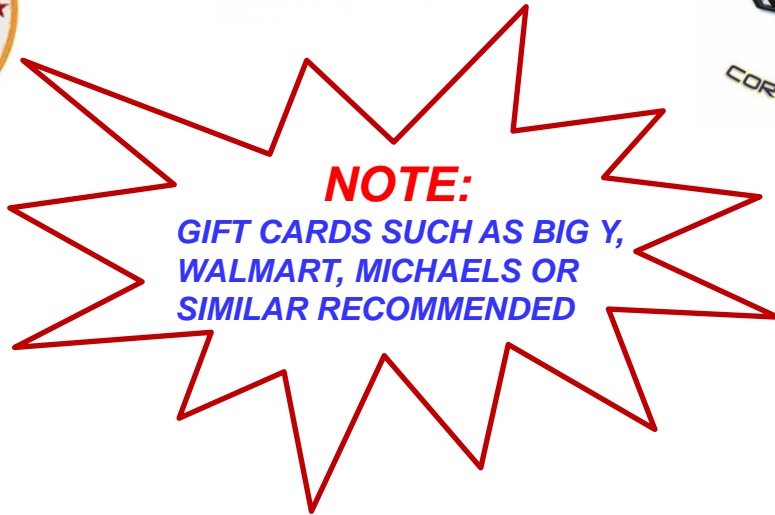 NOTE:
GIFT CARDS SUCH AS BIG Y,
WALMART, MICHAELS OR
SIMILAR RECOMMENDED